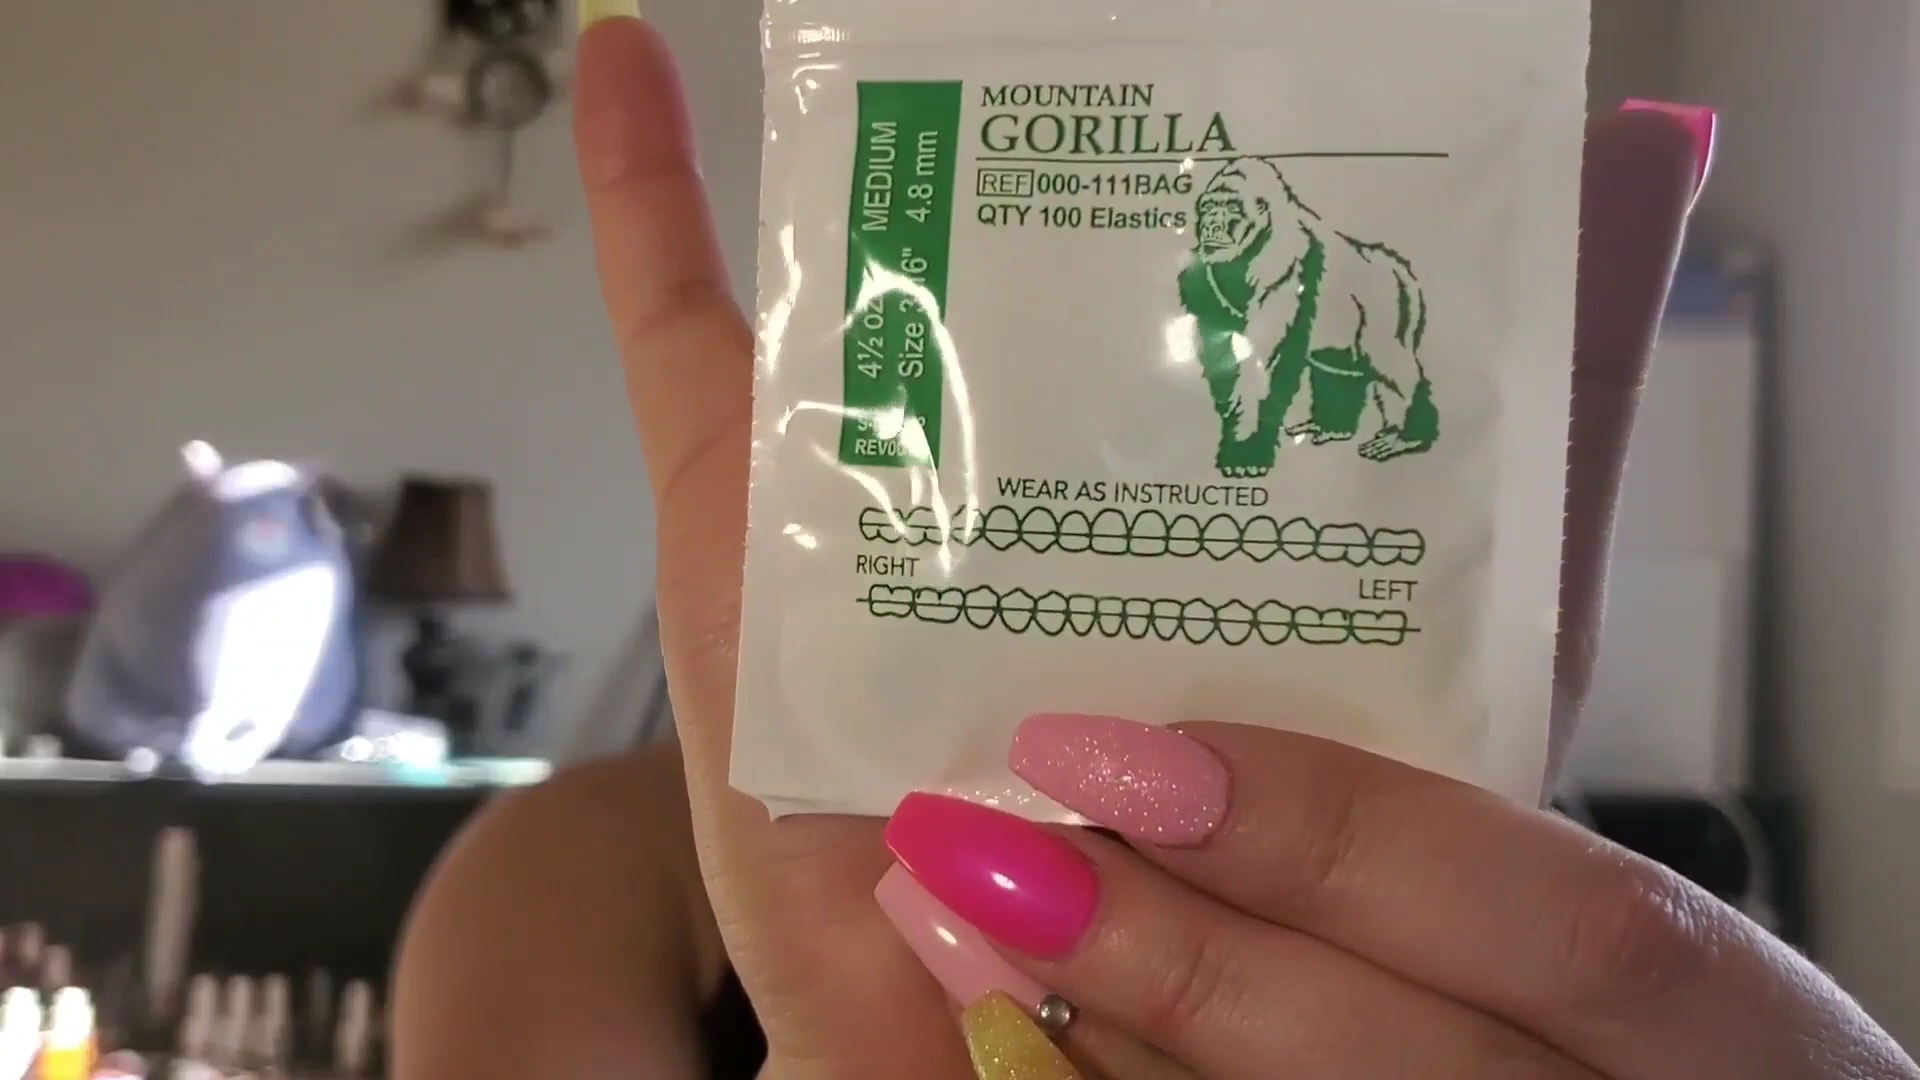 MOUNTAIN
GORILLA
REF 000-111BAG
QTY 100 Elastics
4½ oz MEDIUM
Size 4.8 mm
WEAR AS INSTRUCTED
RIGHT
LEFT